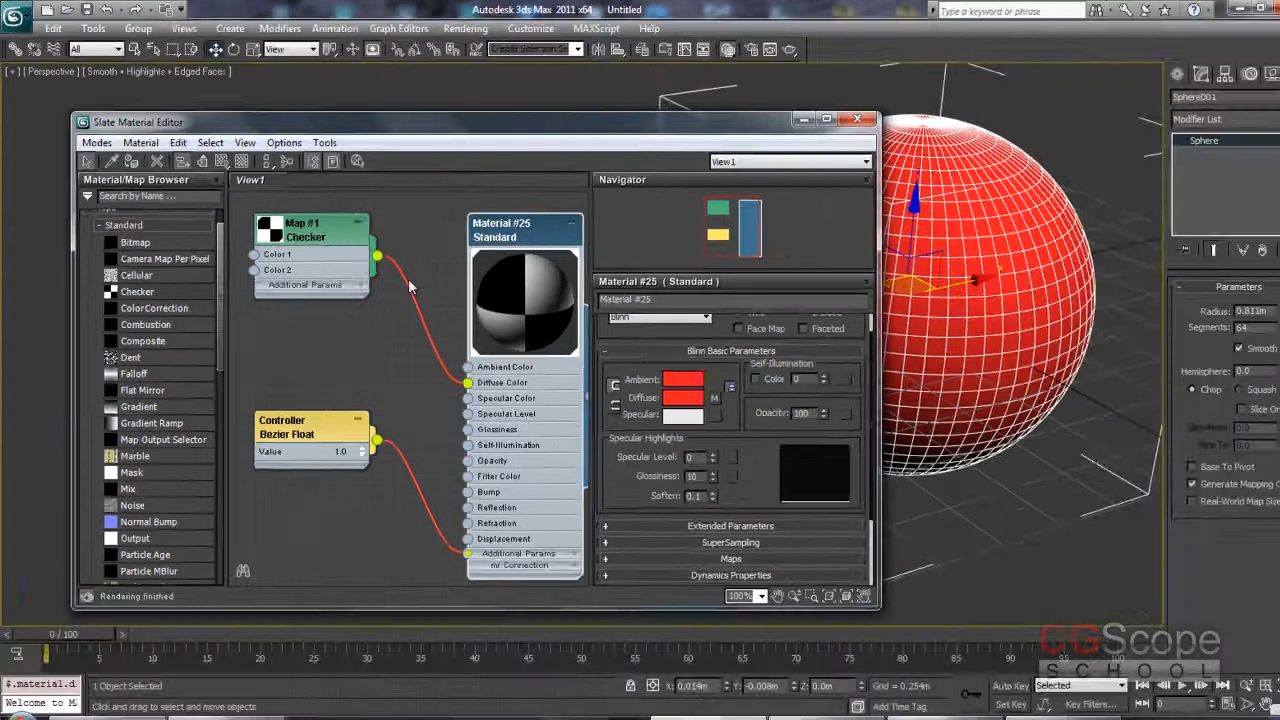 Autodesk 3ds Max 2011 x64 Untitled
Type a keyword or phrase
Edit Tools Group Views Create Modifiers Animation Graph Editors Rendering Customize MAXScript Help
All
View
[ + ] [ Perspective ] [ Smooth + Highlights + Edged Faces ]
Slate Material Editor
Modes Material Edit Select View Options Tools
View1
Material/Map Browser
View1
Navigator
Search by Name ...
Standard
Bitmap
Camera Map Per Pixel
Cellular
Checker
ColorCorrection
Combustion
Composite
Dent
Falloff
Flat Mirror
Gradient
Gradient Ramp
Map Output Selector
Marble
Mask
Mix
Noise
Normal Bump
Output
Particle Age
Particle MBlur
Map #1
Checker
Color 1
Color 2
Additional Params
Controller
Bezier Float
Value 1.0
Material #25
Standard
Ambient Color
Diffuse Color
Specular Color
Specular Level
Glossiness
Self-Illumination
Opacity
Filter Color
Bump
Reflection
Refraction
Displacement
Additional Params
mr Connection
Material #25 ( Standard )
Material #25
Blinn
Face Map Faceted
Blinn Basic Parameters
Self-Illumination
Ambient:
Color 0
Diffuse: M
Specular:
Opacity: 100
Specular Highlights
Specular Level: 0
Glossiness: 10
Soften: 0.1
Extended Parameters
SuperSampling
Maps
Dynamics Properties
Rendering finished
100%
Sphere001
Modifier List
Sphere
Parameters
Radius: 0.811m
Segments: 64
Smooth
Hemisphere: 0.0
Chop
Base To Pivot
Generate Mapping
Real-World Map Size
0 / 100
0 5 10 15 20 25 30 35 40 45 50 55 60 65 70 75 80 85 90 95 100
CGScope
SCHOOL
$.material.d.
Welcome to M
1 Object Selected
X: 0.014m Y: -0.008m Z: 0.0m Grid = 0.254m
Click and drag to select and move objects
Add Time Tag
Auto Key Selected
Set Key Key Filters...
0